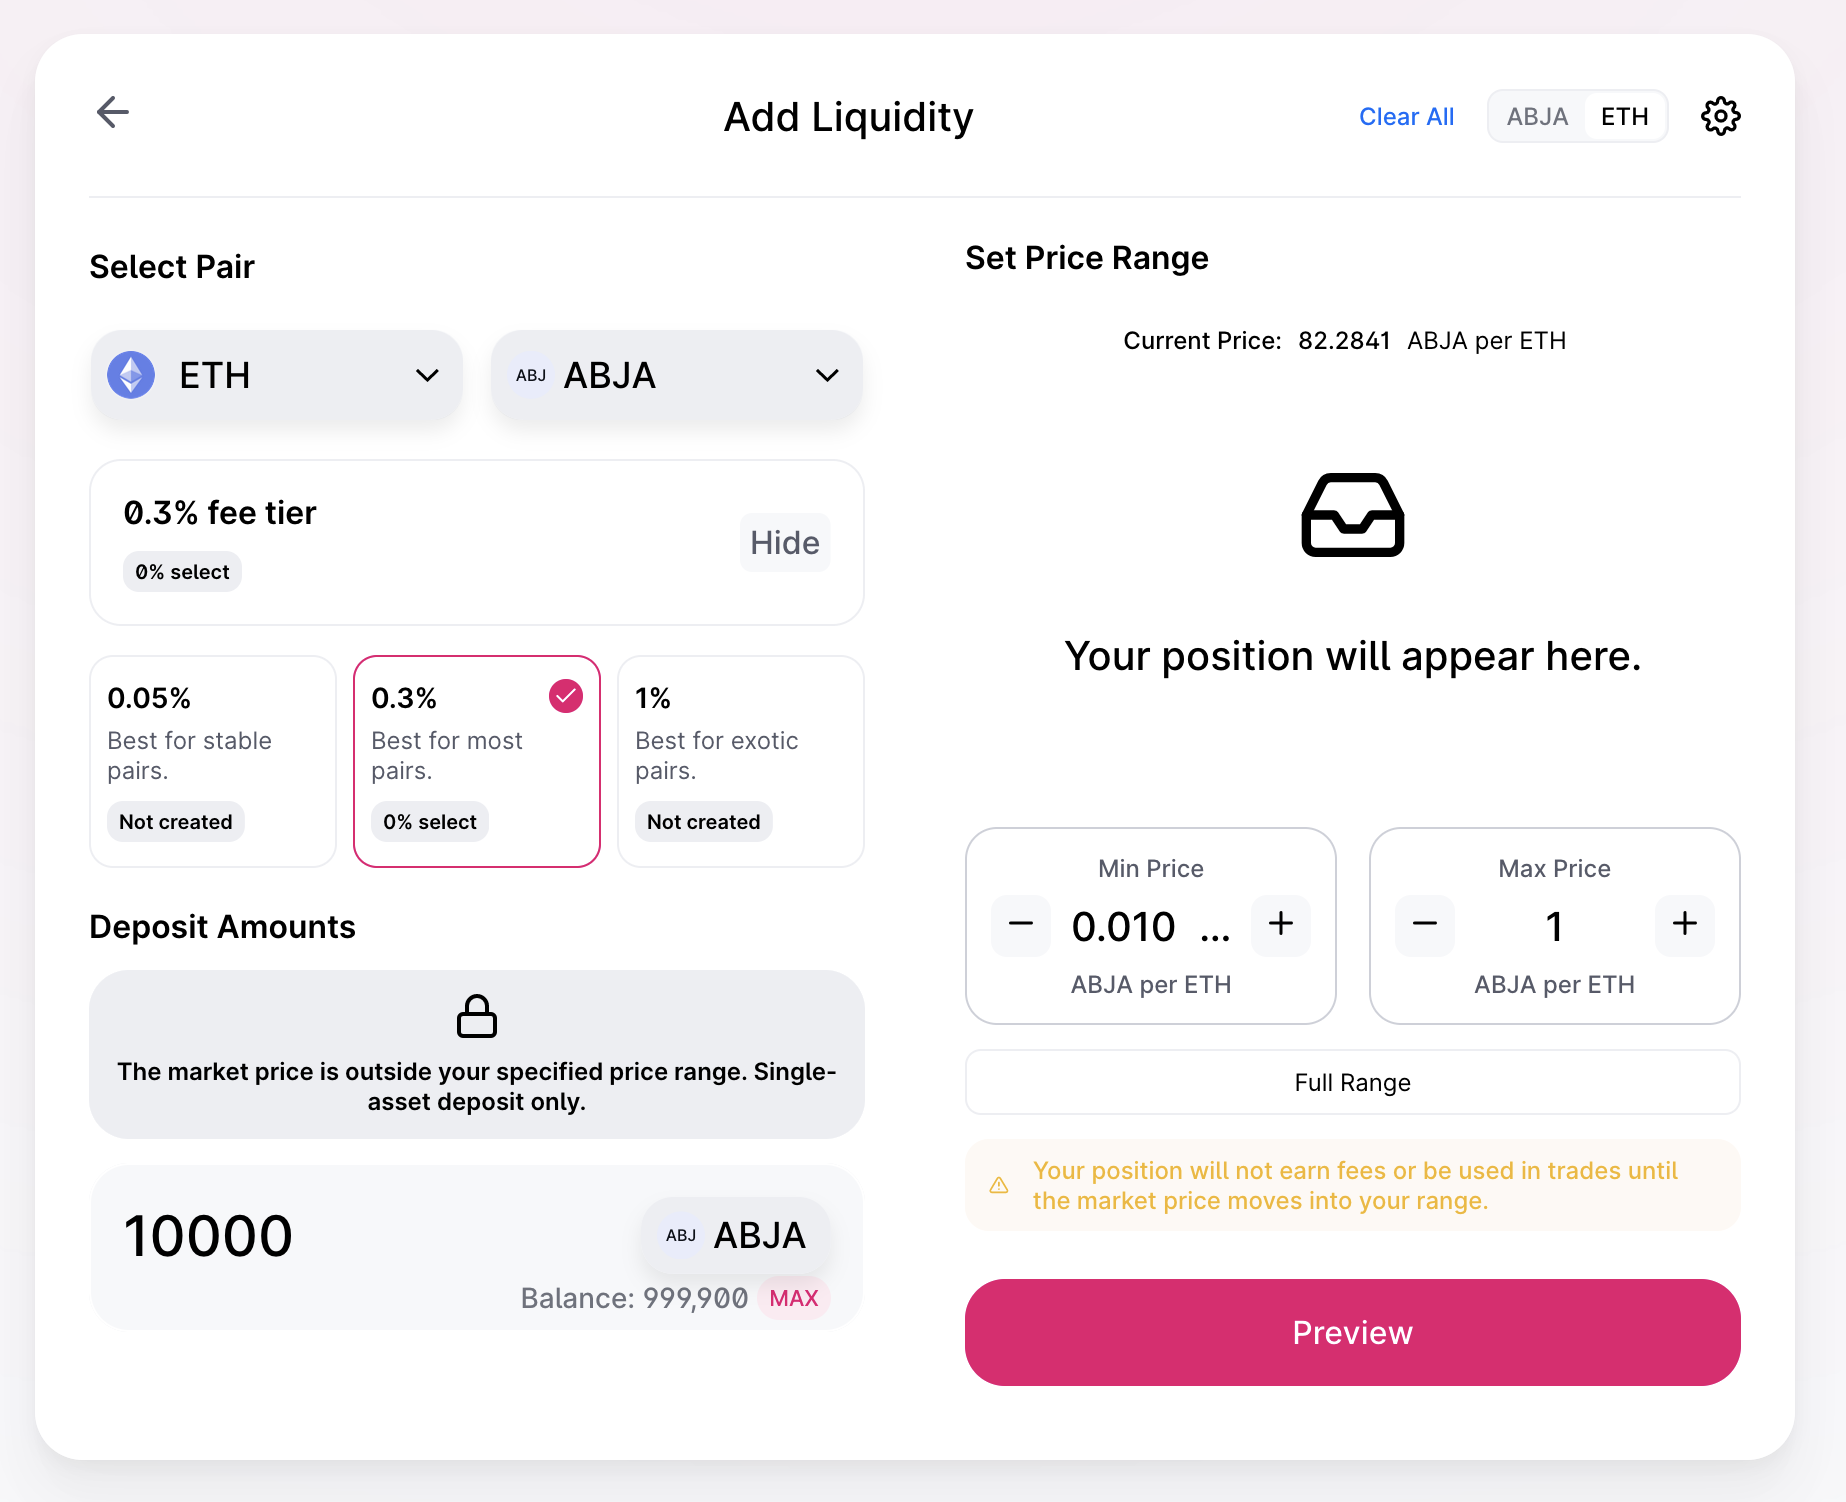 Add Liquidity
Clear All
ABJA ETH
Select Pair
ETH
ABJ ABJA
0.3% fee tier
0% select
Hide
0.05%
Best for stable
pairs.
Not created
0.3%
Best for most
pairs.
0% select
1%
Best for exotic
pairs.
Not created
Deposit Amounts
The market price is outside your specified price range. Single-
asset deposit only.
10000
ABJ ABJA
Balance: 999,900 MAX
Set Price Range
Current Price: 82.2841 ABJA per ETH
Your position will appear here.
Min Price
0.010 ...
ABJA per ETH
Max Price
1
ABJA per ETH
Full Range
Your position will not earn fees or be used in trades until
the market price moves into your range.
Preview